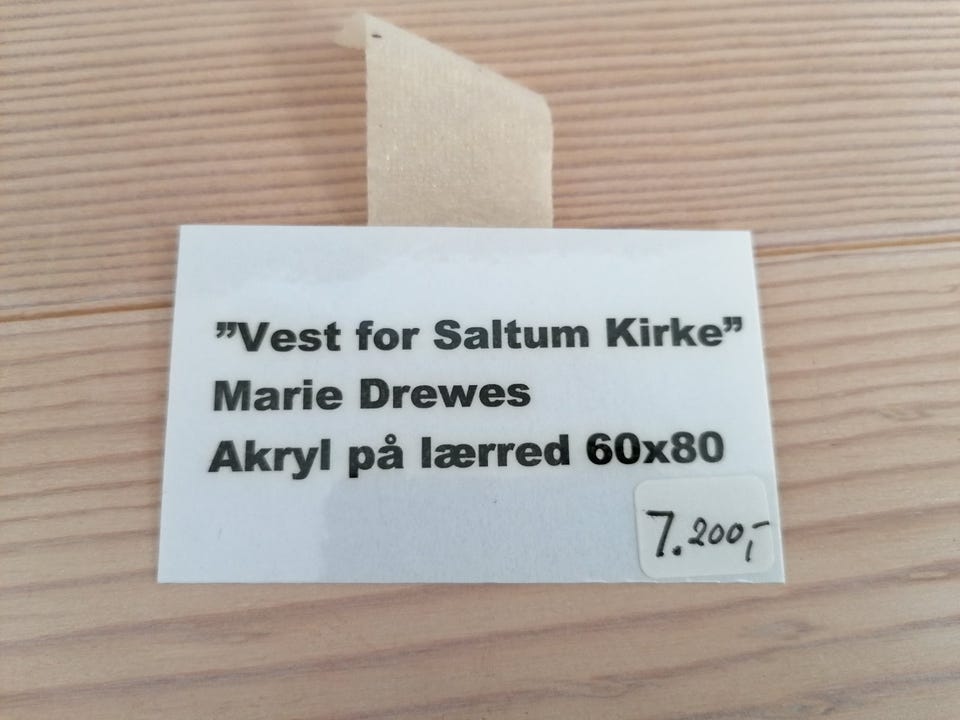 ”Vest for Saltum Kirke”
Marie Drewes
Akryl på lærred 60x80
7.200,-